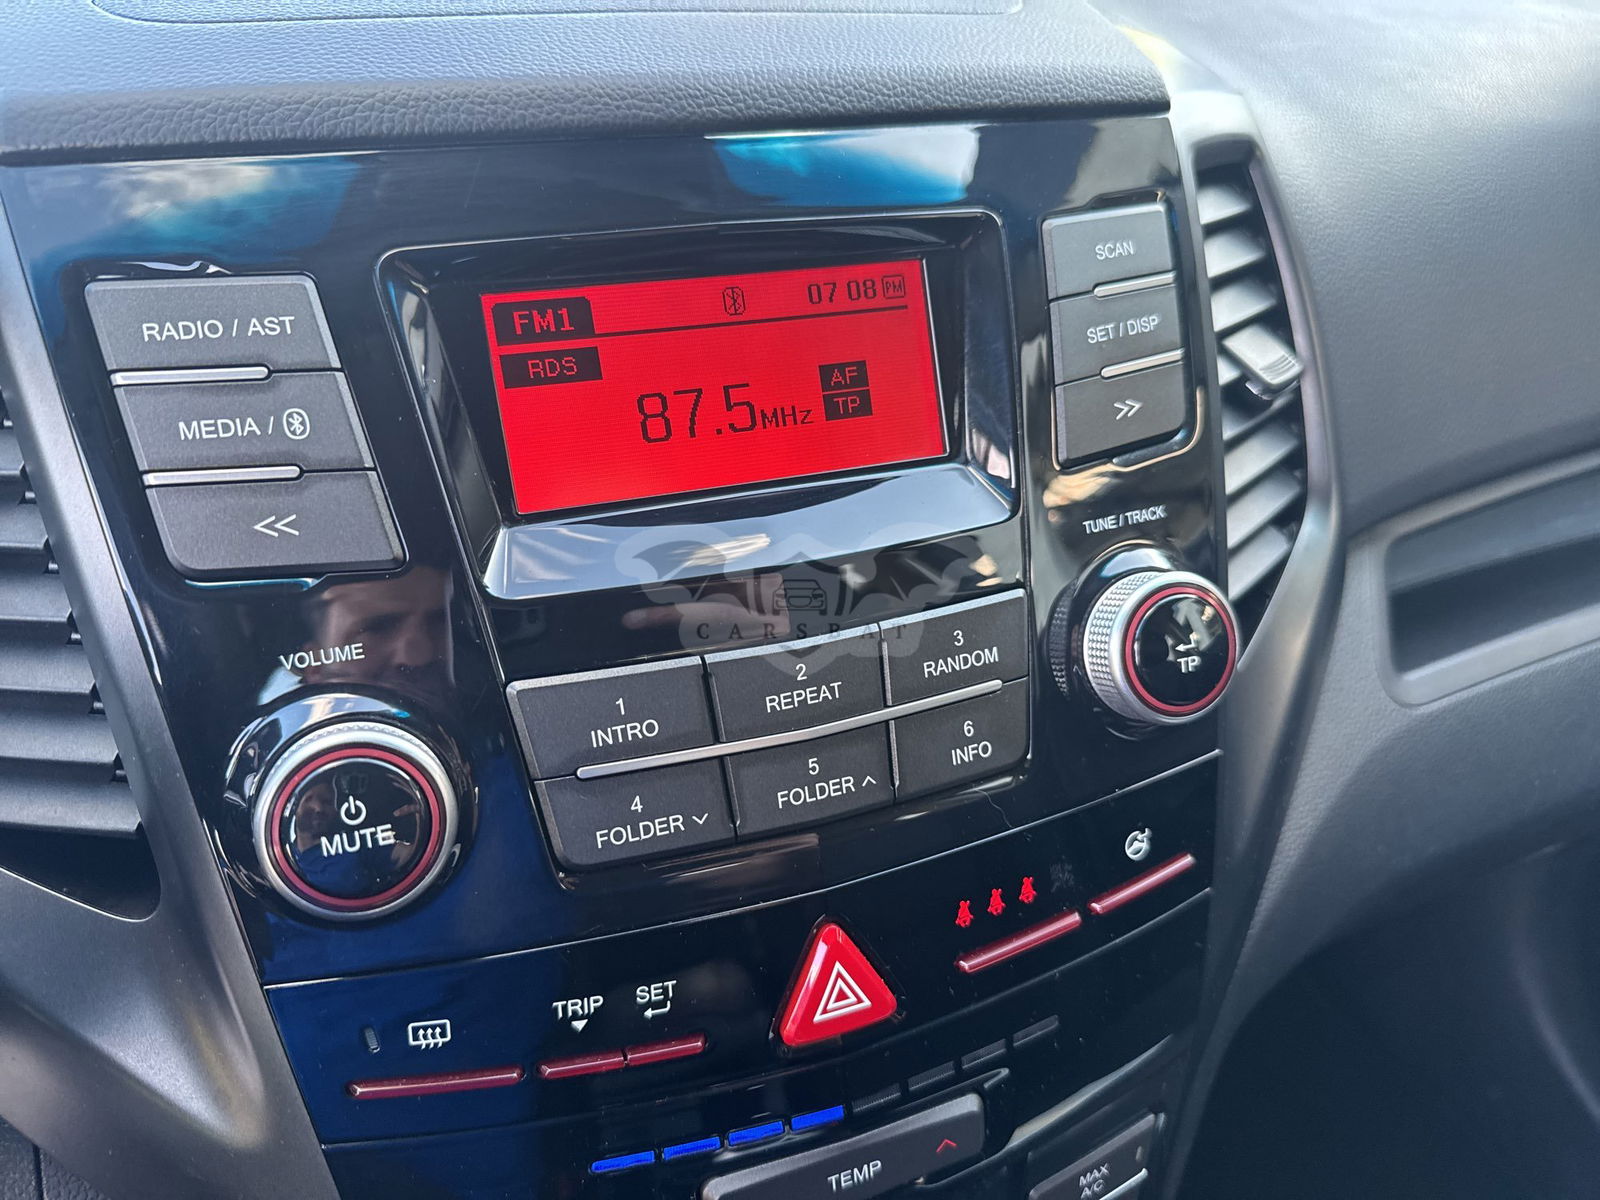 SCAN
FM1
07 08 PM
RADIO / AST
SET / DISP
RDS
AF
87.5MHz
TP
MEDIA /
TUNE / TRACK
CARSBAT
VOLUME
3
RANDOM
2
REPEAT
TP
1
INTRO
6
INFO
5
FOLDER
4
FOLDER
MUTE
TRIP
SET
TEMP
MAX
A/C